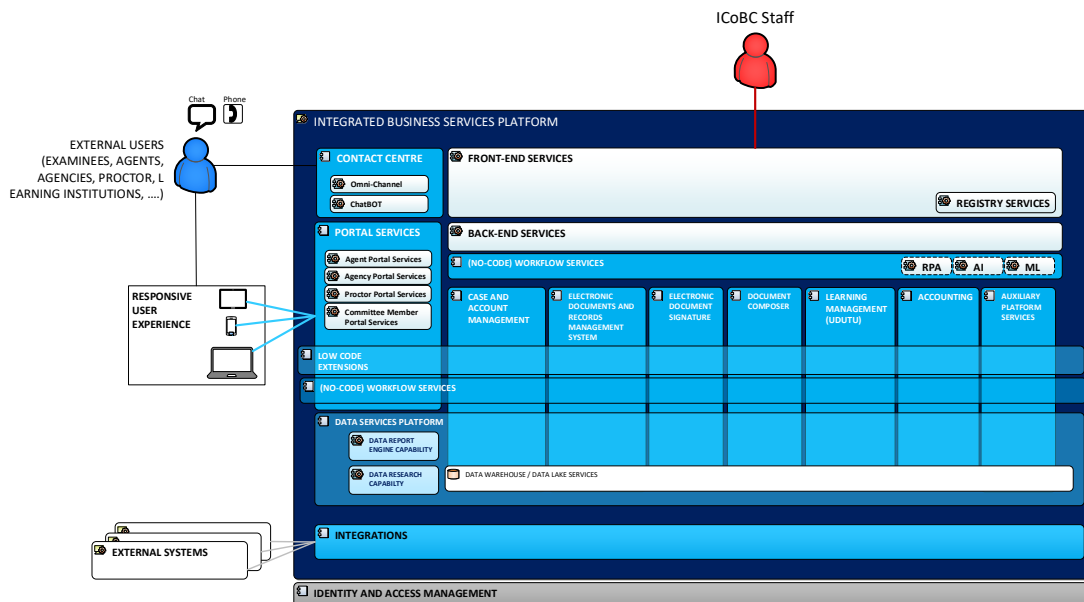 ICoBC Staff
Chat
Phone
EXTERNAL USERS
(EXAMINEES, AGENTS,
AGENCIES, PROCTOR, L
EARNING INSTITUTIONS, ....)
INTEGRATED BUSINESS SERVICES PLATFORM
CONTACT CENTRE
Omni-Channel
ChatBOT
FRONT-END SERVICES
REGISTRY SERVICES
PORTAL SERVICES
Agent Portal Services
Agency Portal Services
Proctor Portal Services
Committee Member
Portal Services
BACK-END SERVICES
(NO-CODE) WORKFLOW SERVICES
RPA
AI
ML
RESPONSIVE
USER
EXPERIENCE
CASE AND
ACCOUNT
MANAGEMENT
ELECTRONIC
DOCUMENTS AND
RECORDS
MANAGEMENT
SYSTEM
ELECTRONIC
DOCUMENT
SIGNATURE
DOCUMENT
COMPOSER
LEARNING
MANAGEMENT
(UDUTU)
ACCOUNTING
AUXILIARY
PLATFORM
SERVICES
LOW CODE
EXTENSIONS
(NO-CODE) WORKFLOW SERVICES
DATA SERVICES PLATFORM
DATA REPORT
ENGINE CAPABILITY
DATA RESEARCH
CAPABILTY
DATA WAREHOUSE / DATA LAKE SERVICES
INTEGRATIONS
EXTERNAL SYSTEMS
IDENTITY AND ACCESS MANAGEMENT